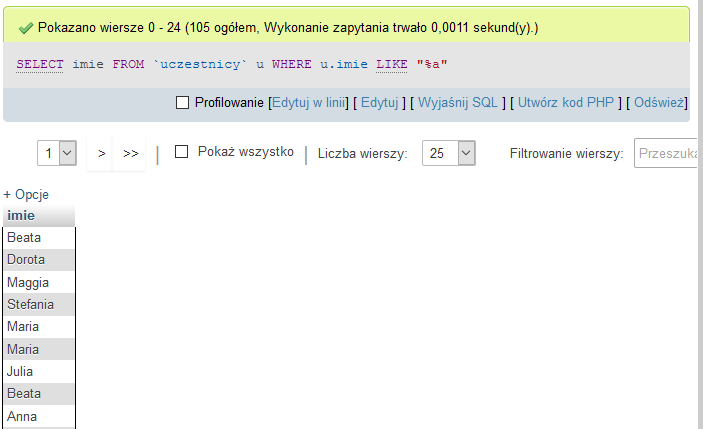 Pokazano wiersze 0 - 24 (105 ogółem, Wykonanie zapytania trwało 0,0011 sekund(y).)
SELECT imie FROM `uczestnicy` u WHERE u.imie LIKE "%a"
Profilowanie [Edytuj w linii] [ Edytuj ] [ Wyjaśnij SQL ] [ Utwórz kod PHP ] [ Odśwież]
1 > >> | Pokaż wszystko | Liczba wierszy: 25 Filtrowanie wierszy: Przeszuka
+ Opcje
imie
Beata
Dorota
Maggia
Stefania
Maria
Maria
Julia
Beata
Anna